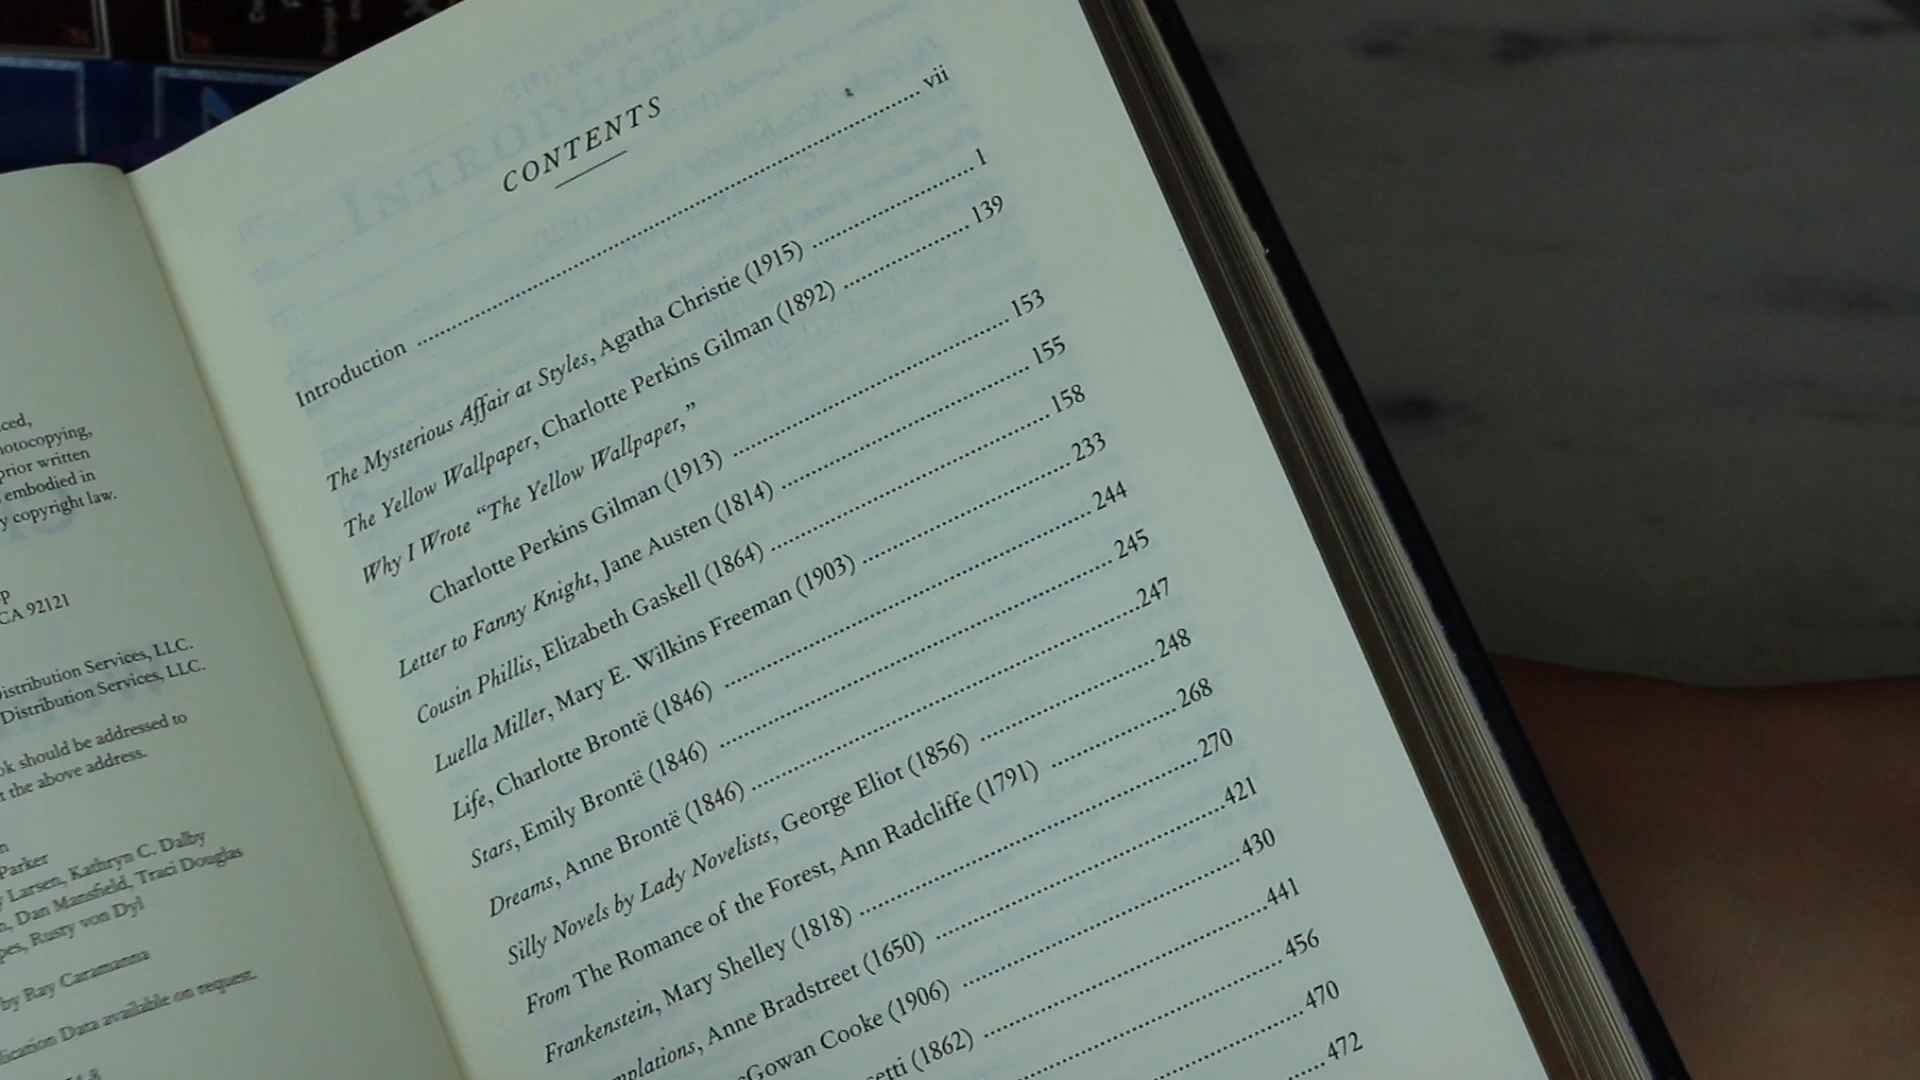 ced,
hotocopying,
prior written
embodied in
y copyright law.
CA 92121
Distribution Services, LLC.
Distribution Services, LLC.
ok should be addressed to
the above address.
Parker
Larsen, Kathryn C. Dalby
Dan Mansfield, Traci Douglas
Rusty von Dyl
by Ray Caramanna
lication Data available on request.
CONTENTS
Introduction ........ vii
The Mysterious Affair at Styles, Agatha Christie (1915) ........ 1
The Yellow Wallpaper, Charlotte Perkins Gilman (1892) ........ 139
Why I Wrote “The Yellow Wallpaper,”
Charlotte Perkins Gilman (1913) ........ 153
Letter to Fanny Knight, Jane Austen (1814) ........ 155
Cousin Phillis, Elizabeth Gaskell (1864) ........ 158
Luella Miller, Mary E. Wilkins Freeman (1903) ........ 233
Life, Charlotte Brontë (1846) ........ 244
Stars, Emily Brontë (1846) ........ 245
Dreams, Anne Brontë (1846) ........ 247
Silly Novels by Lady Novelists, George Eliot (1856) ........ 248
From The Romance of the Forest, Ann Radcliffe (1791) ........ 268
Frankenstein, Mary Shelley (1818) ........ 270
mplations, Anne Bradstreet (1650) ........ 421
cGowan Cooke (1906) ........ 430
setti (1862) ........ 441
456
470
472